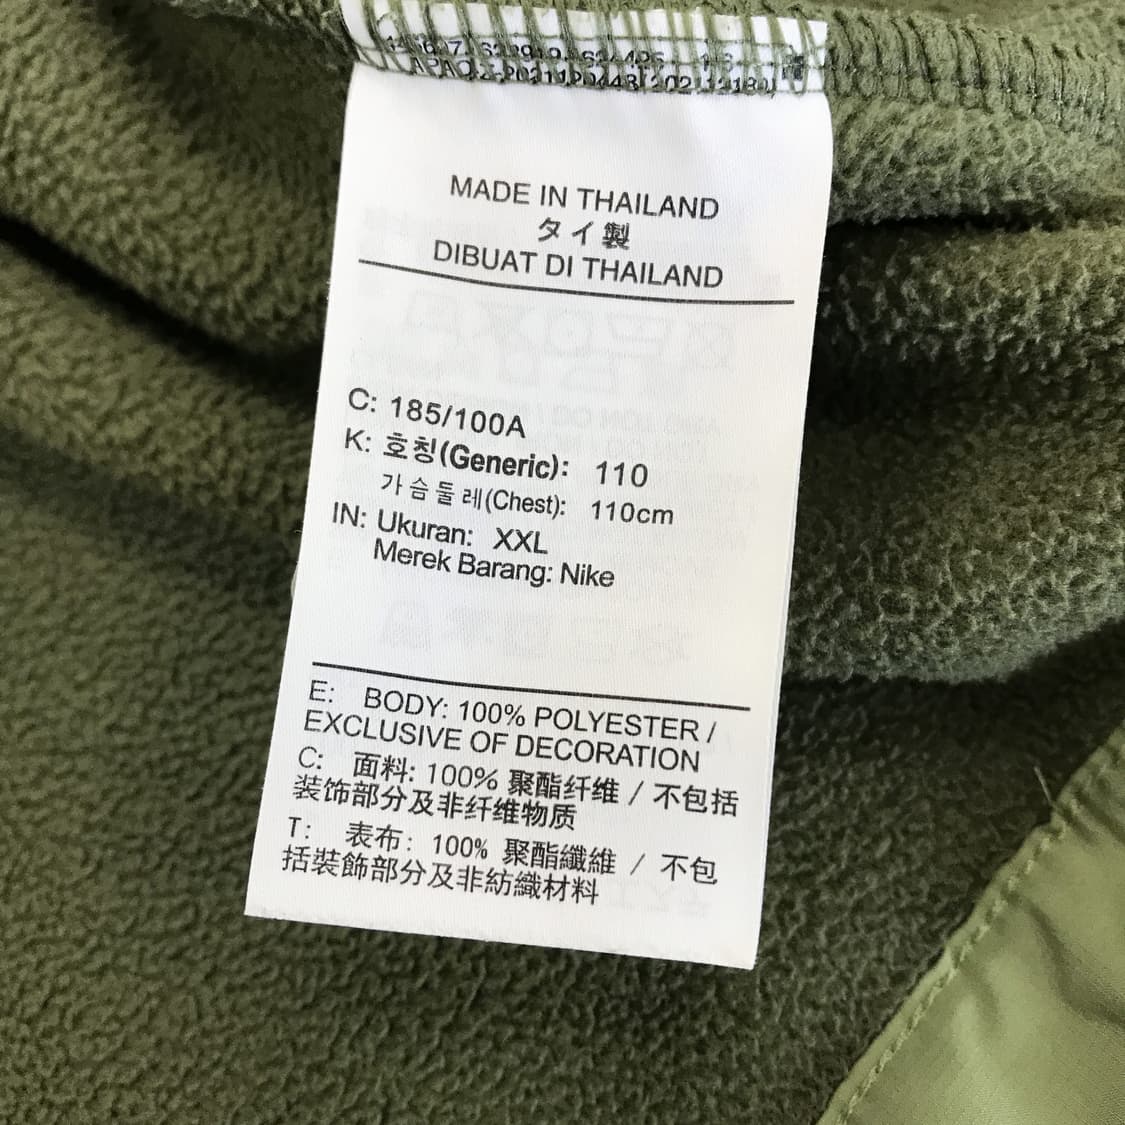 MADE IN THAILAND
タイ製
DIBUAT DI THAILAND
C: 185/100A
K: 호칭(Generic): 110
가슴둘레(Chest): 110cm
IN: Ukuran: XXL
Merek Barang: Nike
E: BODY: 100% POLYESTER /
EXCLUSIVE OF DECORATION
C: 面料: 100% 聚酯纤维 / 不包括
装饰部分及非纤维物质
T: 表布: 100% 聚酯纖維 / 不包
括裝飾部分及非紡織材料